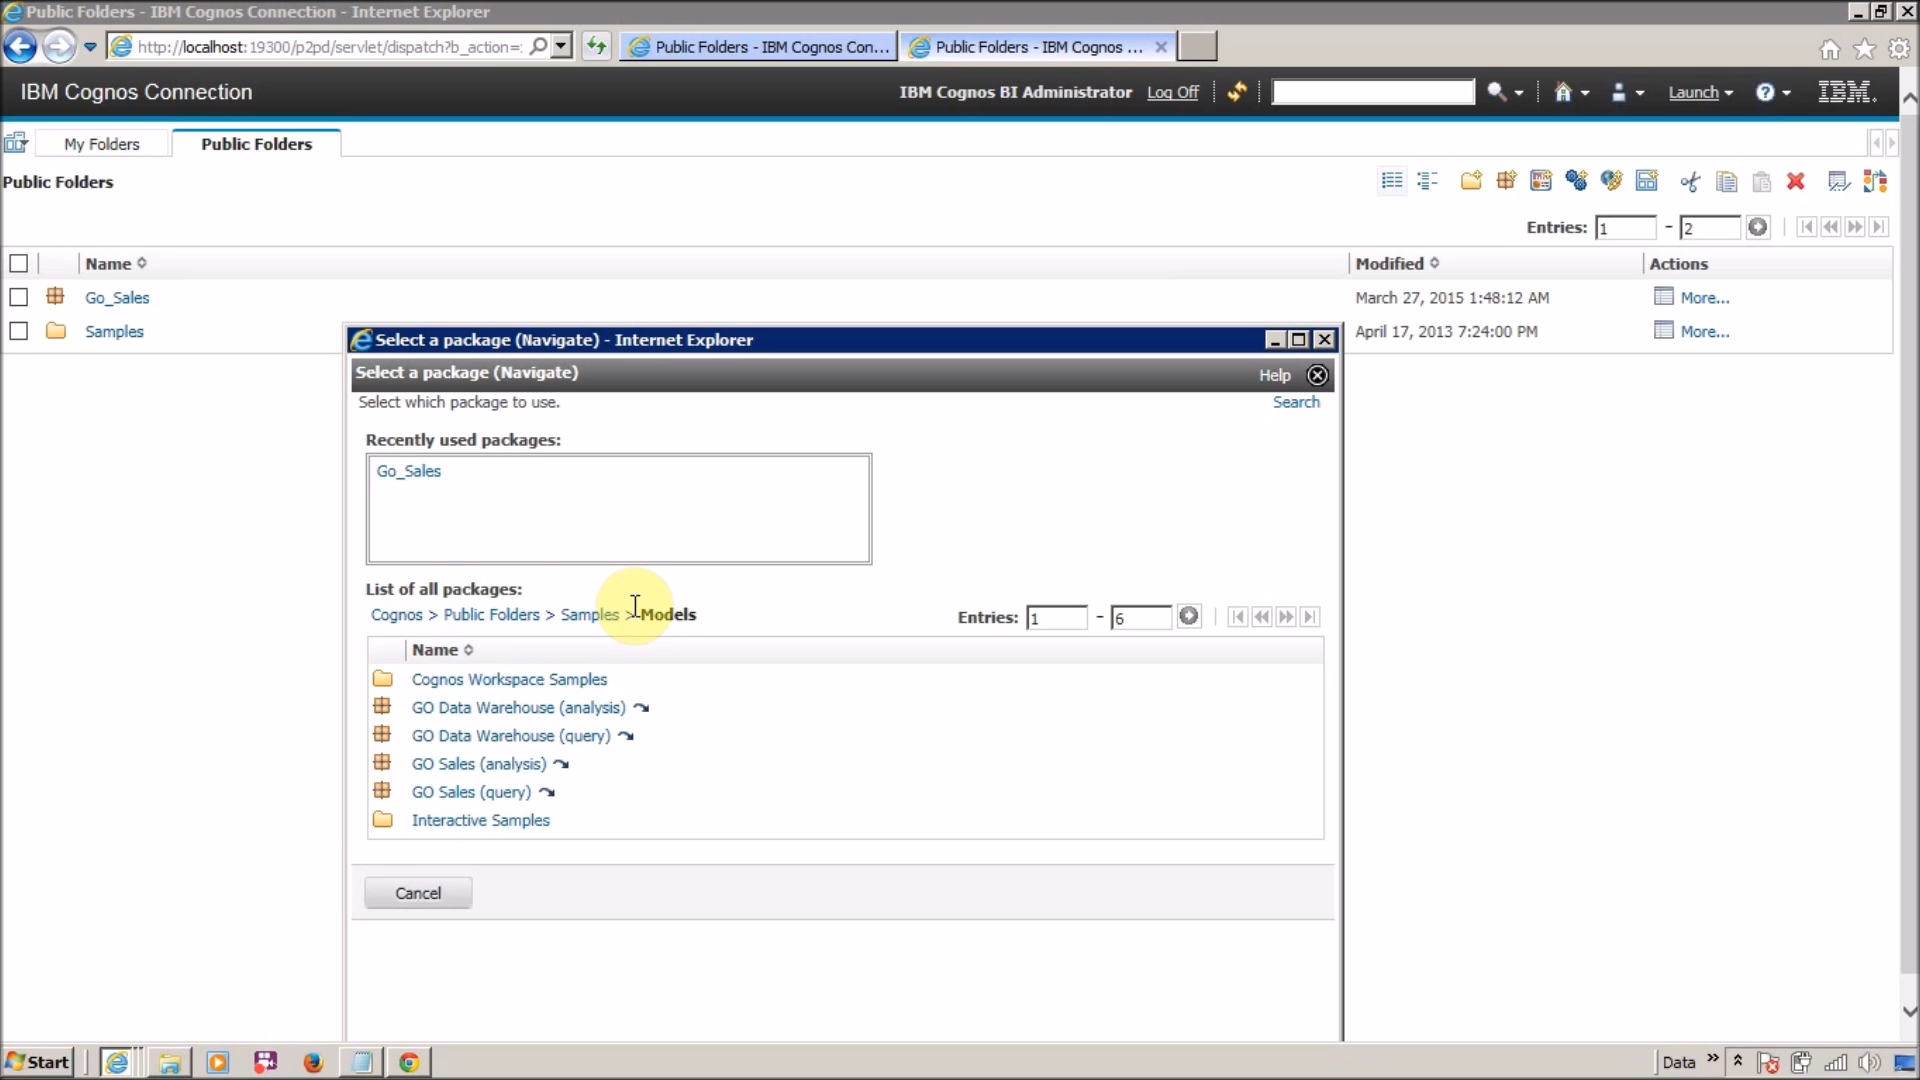 Public Folders - IBM Cognos Connection - Internet Explorer
http://localhost:19300/p2pd/servlet/dispatch?b_action=: Public Folders - IBM Cognos Con... Public Folders - IBM Cognos ...
IBM Cognos Connection IBM Cognos BI Administrator Log Off Launch IBM.
My Folders Public Folders
Public Folders
Entries: 1 - 2
Name Modified Actions
Go_Sales March 27, 2015 1:48:12 AM More...
Samples April 17, 2013 7:24:00 PM More...
Select a package (Navigate) - Internet Explorer
Select a package (Navigate) Help
Select which package to use. Search
Recently used packages:
Go_Sales
List of all packages:
Cognos > Public Folders > Samples > Models Entries: 1 - 6
Name
Cognos Workspace Samples
GO Data Warehouse (analysis)
GO Data Warehouse (query)
GO Sales (analysis)
GO Sales (query)
Interactive Samples
Cancel
Start Data